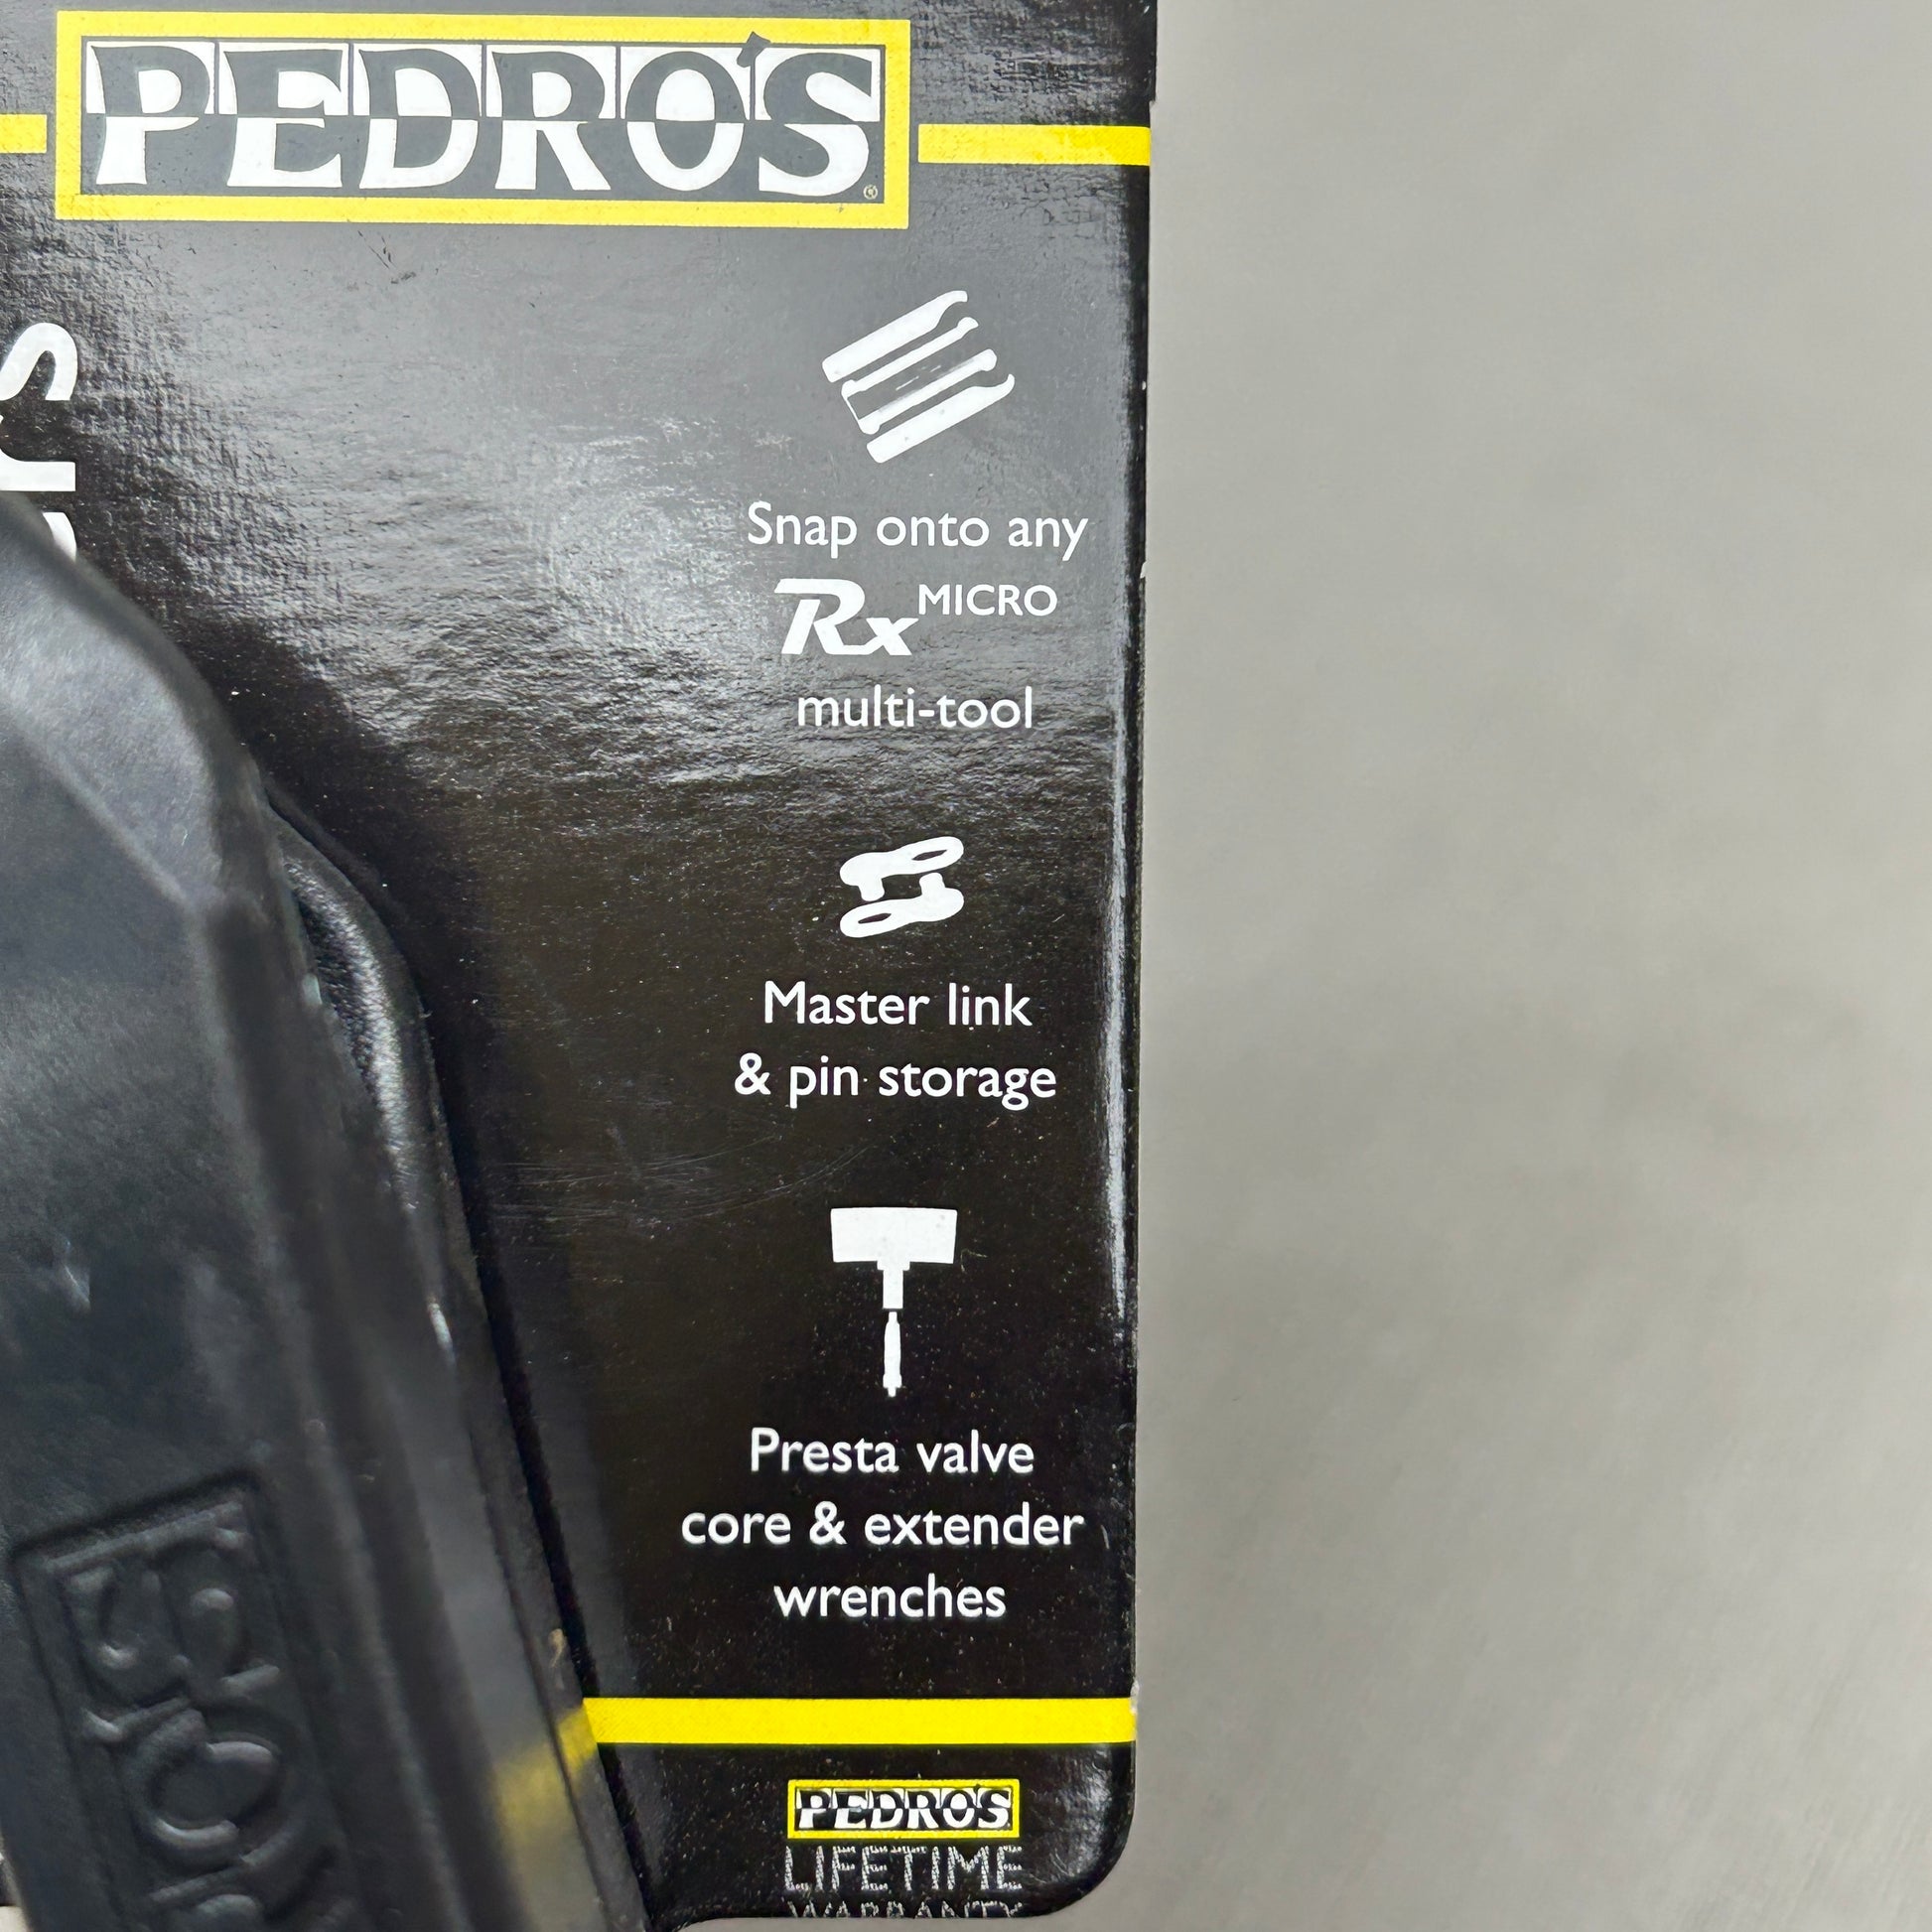 PEDRO'S
®
Snap onto any
Rx MICRO
multi-tool
Master link
& pin storage
Presta valve
core & extender
wrenches
PEDRO'S
LIFETIME
WARRANTY